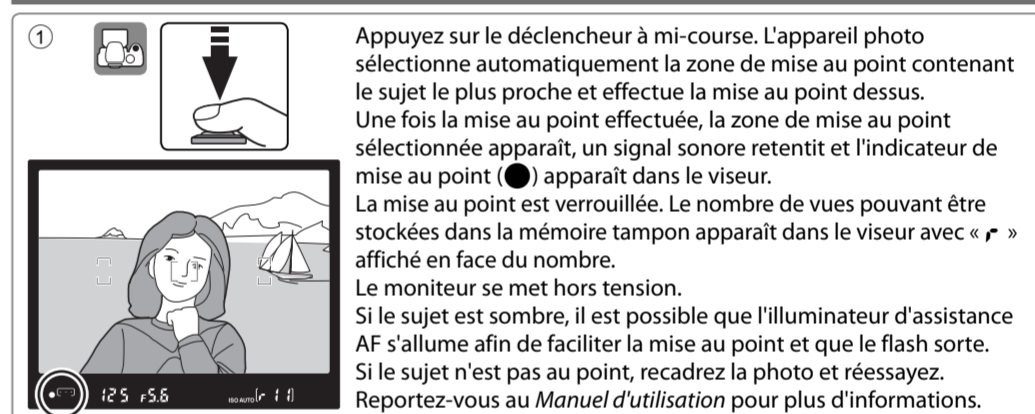 ①
Appuyez sur le déclencheur à mi-course. L'appareil photo
sélectionne automatiquement la zone de mise au point contenant
le sujet le plus proche et effectue la mise au point dessus.
Une fois la mise au point effectuée, la zone de mise au point
sélectionnée apparaît, un signal sonore retentit et l'indicateur de
mise au point (●) apparaît dans le viseur.
La mise au point est verrouillée. Le nombre de vues pouvant être
stockées dans la mémoire tampon apparaît dans le viseur avec « r »
affiché en face du nombre.
Le moniteur se met hors tension.
Si le sujet est sombre, il est possible que l'illuminateur d'assistance
AF s'allume afin de faciliter la mise au point et que le flash sorte.
Si le sujet n'est pas au point, recadrez la photo et réessayez.
Reportez-vous au Manuel d'utilisation pour plus d'informations.
125 F5.6 ISO AUTO [r 11]